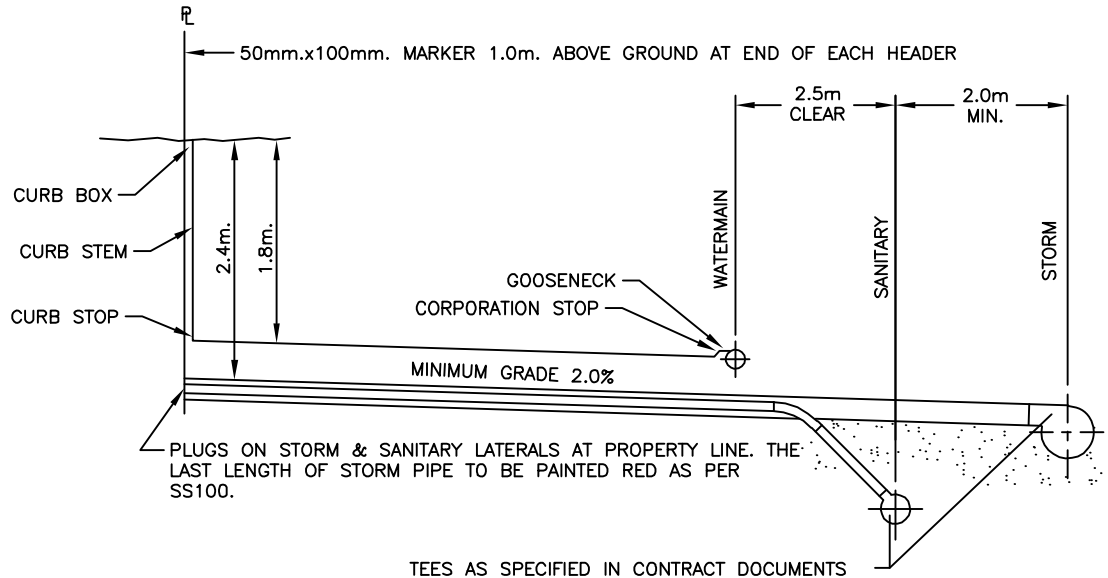 PL
50mm.x100mm. MARKER 1.0m. ABOVE GROUND AT END OF EACH HEADER
2.5m
CLEAR
2.0m
MIN.
CURB BOX
CURB STEM
CURB STOP
2.4m.
1.8m.
GOOSENECK
CORPORATION STOP
WATERMAIN
SANITARY
STORM
MINIMUM GRADE 2.0%
PLUGS ON STORM & SANITARY LATERALS AT PROPERTY LINE. THE
LAST LENGTH OF STORM PIPE TO BE PAINTED RED AS PER
SS100.
TEES AS SPECIFIED IN CONTRACT DOCUMENTS